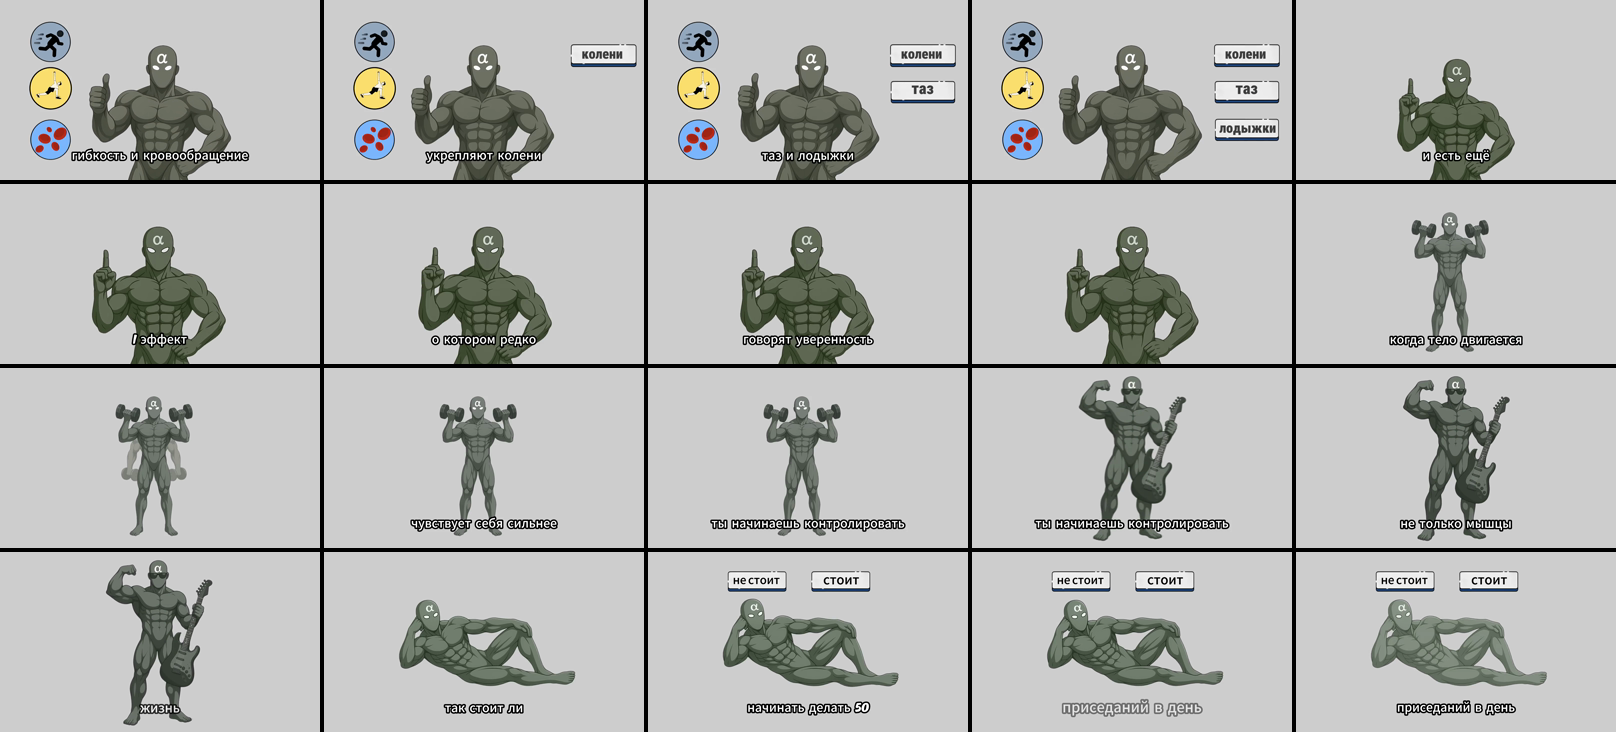 α
гибкость и кровообращение
колени
α
укрепляют колени
колени
таз
α
таз и лодыжки
колени
таз
лодыжки
α
α
и есть ещё
α
1 эффект
α
о котором редко
α
говорят уверенность
α
α
когда тело двигается
α
α
чувствует себя сильнее
α
ты начинаешь контролировать
α
ты начинаешь контролировать
α
не только мышцы
α
жизнь
α
так стоит ли
не стоит
стоит
α
начинать делать 50
не стоит
стоит
α
приседаний в день
не стоит
стоит
α
приседаний в день